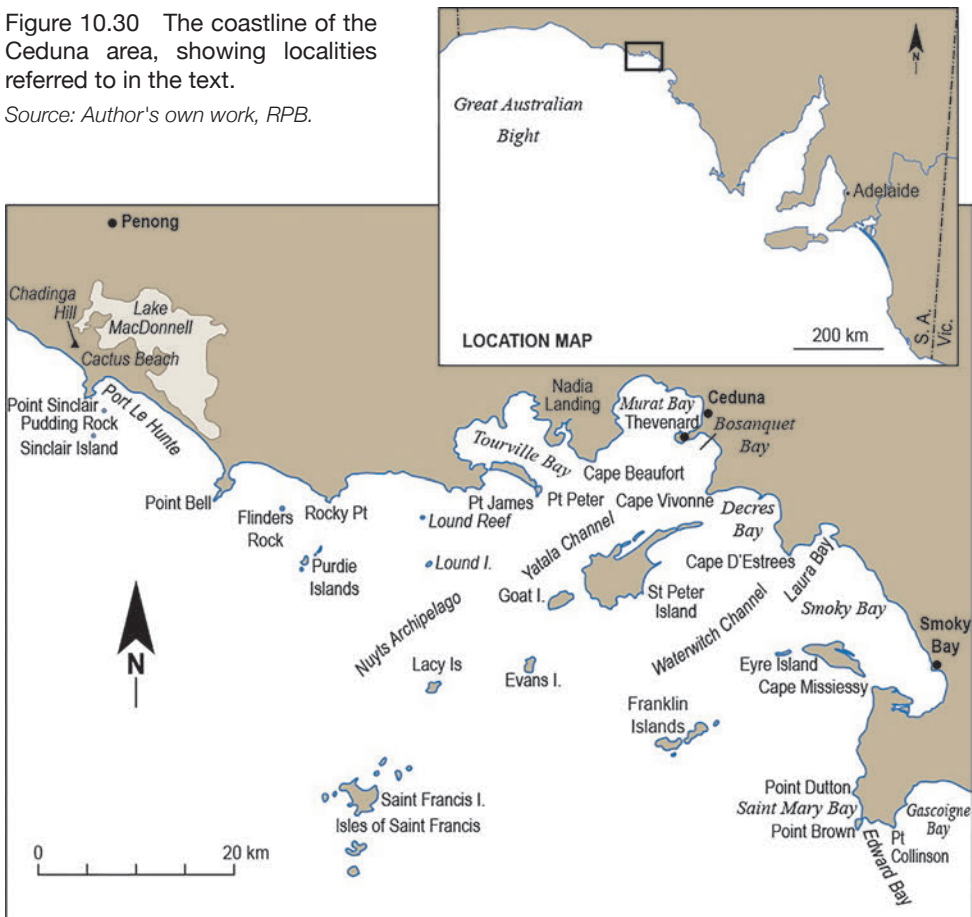 Figure 10.30 The coastline of the
Ceduna area, showing localities
referred to in the text.
Source: Author's own work, RPB.
N
Great Australian
Bight
Adelaide
LOCATION MAP
200 km
S. A.
Vic.
Penong
Chadinga
Hill
Lake
MacDonnell
Cactus Beach
Point Sinclair
Pudding Rock
Sinclair Island
Port Le Hunte
Point Bell
Flinders
Rock
Rocky Pt
Purdie
Islands
Nadia
Landing
Murat Bay
Ceduna
Thevenard
Bosanquet
Bay
Tourville Bay
Cape Beaufort
Pt James
Pt Peter
Cape Vivonne
Decres
Bay
Lound Reef
Lound I.
Yatala Channel
Cape D'Estrees
Laura Bay
Goat I.
St Peter
Island
Smoky Bay
Smoky
Bay
Waterwitch Channel
Nuyts Archipelago
Lacy Is
Evans I.
Eyre Island
Cape Missiessy
Franklin
Islands
N
Saint Francis I.
Isles of Saint Francis
Point Dutton
Saint Mary Bay
Point Brown
Gascoigne
Bay
Edward Bay
Pt
Collinson
0 20 km